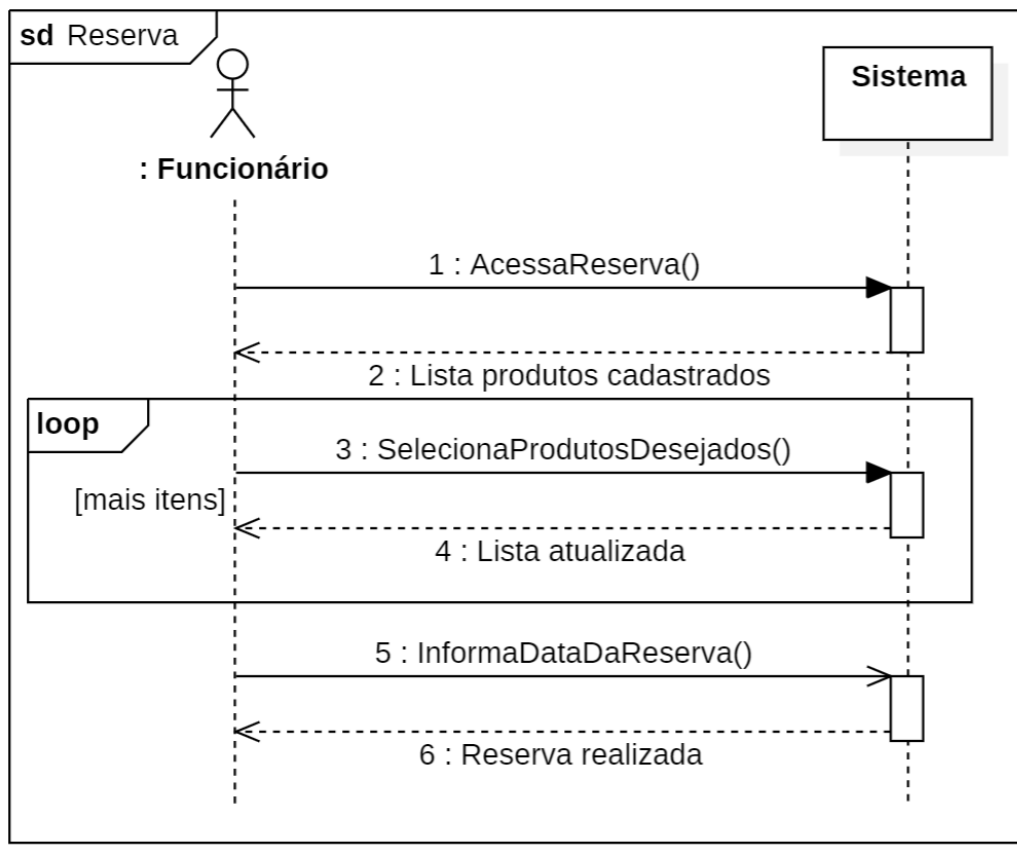 sd Reserva
Sistema
: Funcionário
1 : AcessaReserva()
2 : Lista produtos cadastrados
loop
3 : SelecionaProdutosDesejados()
[mais itens]
4 : Lista atualizada
5 : InformaDataDaReserva()
6 : Reserva realizada